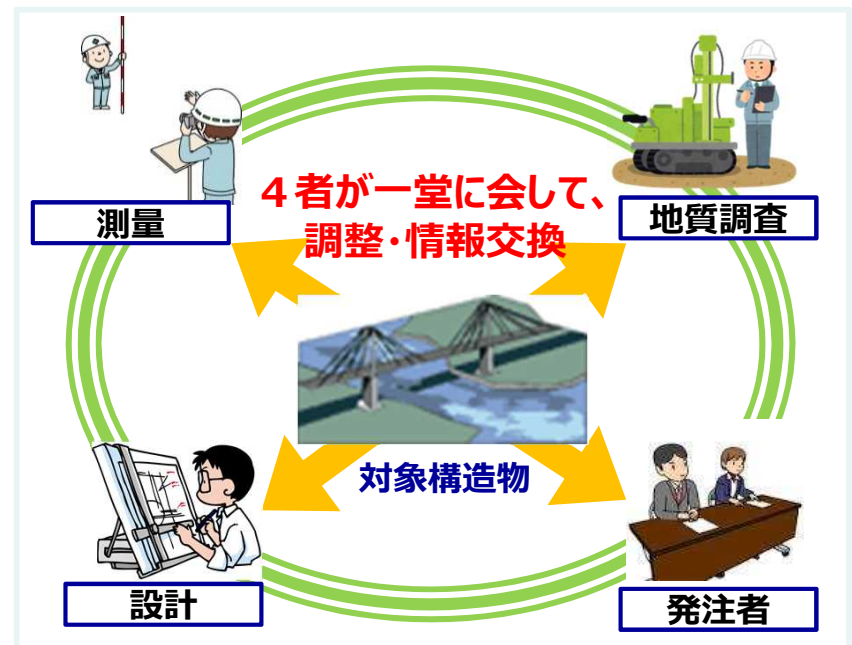 ４者が一堂に会して、
調整・情報交換
測量
地質調査
対象構造物
設計
発注者